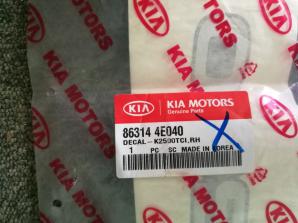 KIA MOTORS
KIA
KIA MOTORS
KIA KIA MOTORS
Genuine Parts
86314 4E040
DECAL-K2500TCI,RH
1 PC SC MADE IN KOREA
KIA MOTORS